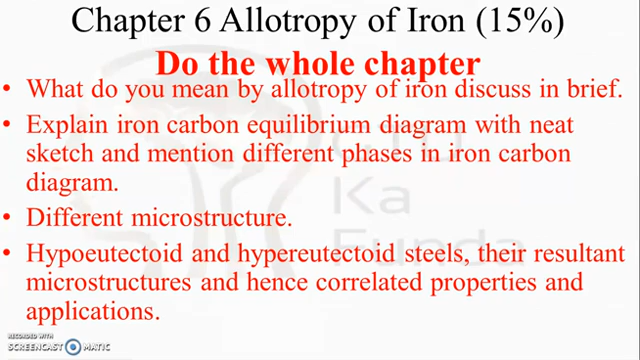 Chapter 6 Allotropy of Iron (15%)
Do the whole chapter
• What do you mean by allotropy of iron discuss in brief.
• Explain iron carbon equilibrium diagram with neat
sketch and mention different phases in iron carbon
diagram.
• Different microstructure.
• Hypoeutectoid and hypereutectoid steels, their resultant
microstructures and hence correlated properties and
applications.
Ka
Funda
RECORDED WITH
SCREENCAST MATIC